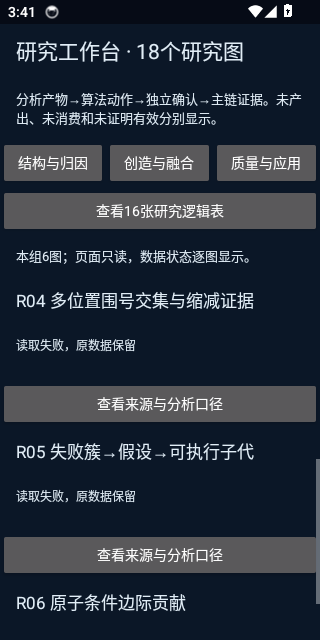 3:41
研究工作台 · 18个研究图
分析产物→算法动作→独立确认→主链证据。未产
出、未消费和未证明有效分别显示。
结构与归因 创造与融合 质量与应用
查看16张研究逻辑表
本组6图；页面只读，数据状态逐图显示。
R04 多位置围号交集与缩减证据
读取失败，原数据保留
查看来源与分析口径
R05 失败簇→假设→可执行子代
读取失败，原数据保留
查看来源与分析口径
R06 原子条件边际贡献